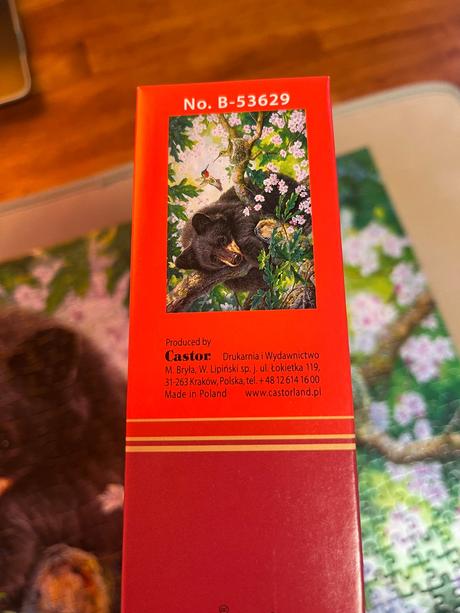 No. B-53629
Produced by
Castor Drukarnia i Wydawnictwo
M. Bryła, W. Lipiński sp. j. ul. Łokietka 119,
31-263 Kraków, Polska, tel. + 48 12 614 16 00
Made in Poland www.castorland.pl